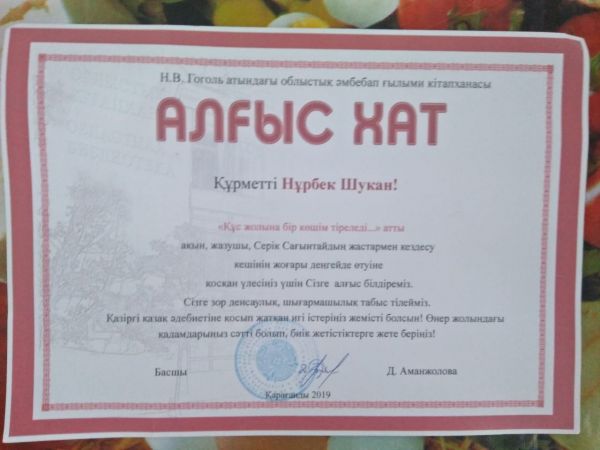 Н.В. Гоголь атындағы облыстық әмбебап ғылыми кітапханасы
АЛҒЫС ХАТ
Құрметті Нұрбек Шукан!
«Құс жолына бір көшім тіреледі...» атты
ақын, жазушы, Серік Сағынтайдың жастармен кездесу
кешінің жоғары деңгейде өтуіне
қосқан үлесіңіз үшін Сізге алғыс білдіреміз.
Сізге зор денсаулық, шығармашылық табыс тілейміз.
Қазіргі қазақ әдебиетіне қосып жатқан игі істеріңіз жемісті болсын! Өнер жолындағы
қадамдарыңыз сәтті болып, биік жетістіктерге жете беріңіз!
Басшы Д. Аманжолова
Қарағанды 2019